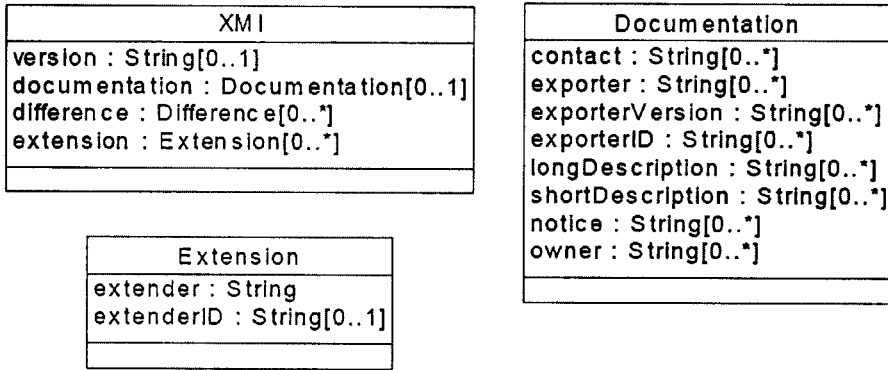 XMI
version : String[0..1]
documentation : Documentation[0..1]
difference : Difference[0..*]
extension : Extension[0..*]
Extension
extender : String
extenderID : String[0..1]
Documentation
contact : String[0..*]
exporter : String[0..*]
exporterVersion : String[0..*]
exporterID : String[0..*]
longDescription : String[0..*]
shortDescription : String[0..*]
notice : String[0..*]
owner : String[0..*]